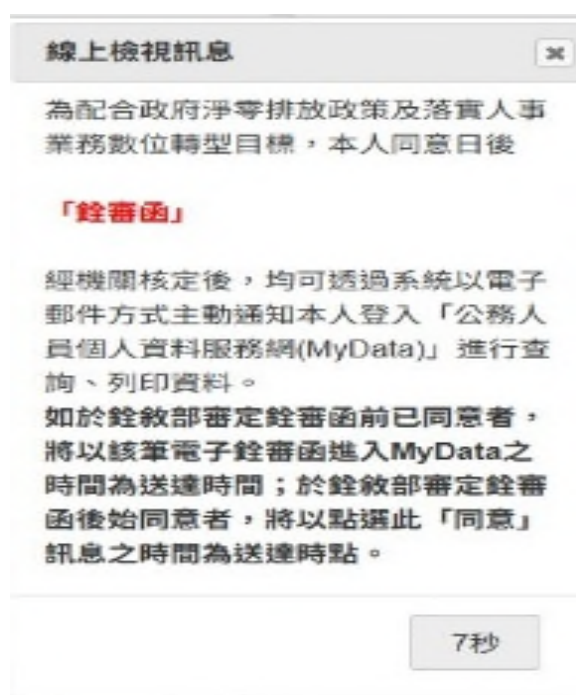 線上檢視訊息
為配合政府淨零排放政策及落實人事
業務數位轉型目標，本人同意日後
「銓審函」
經機關核定後，均可透過系統以電子
郵件方式主動通知本人登入「公務人
員個人資料服務網(MyData)」進行查
詢、列印資料。
如於銓敘部審定銓審函前已同意者，
將以該筆電子銓審函進入MyData之
時間為送達時間；於銓敘部審定銓審
函後始同意者，將以點選此「同意」
訊息之時間為送達時點。
7秒